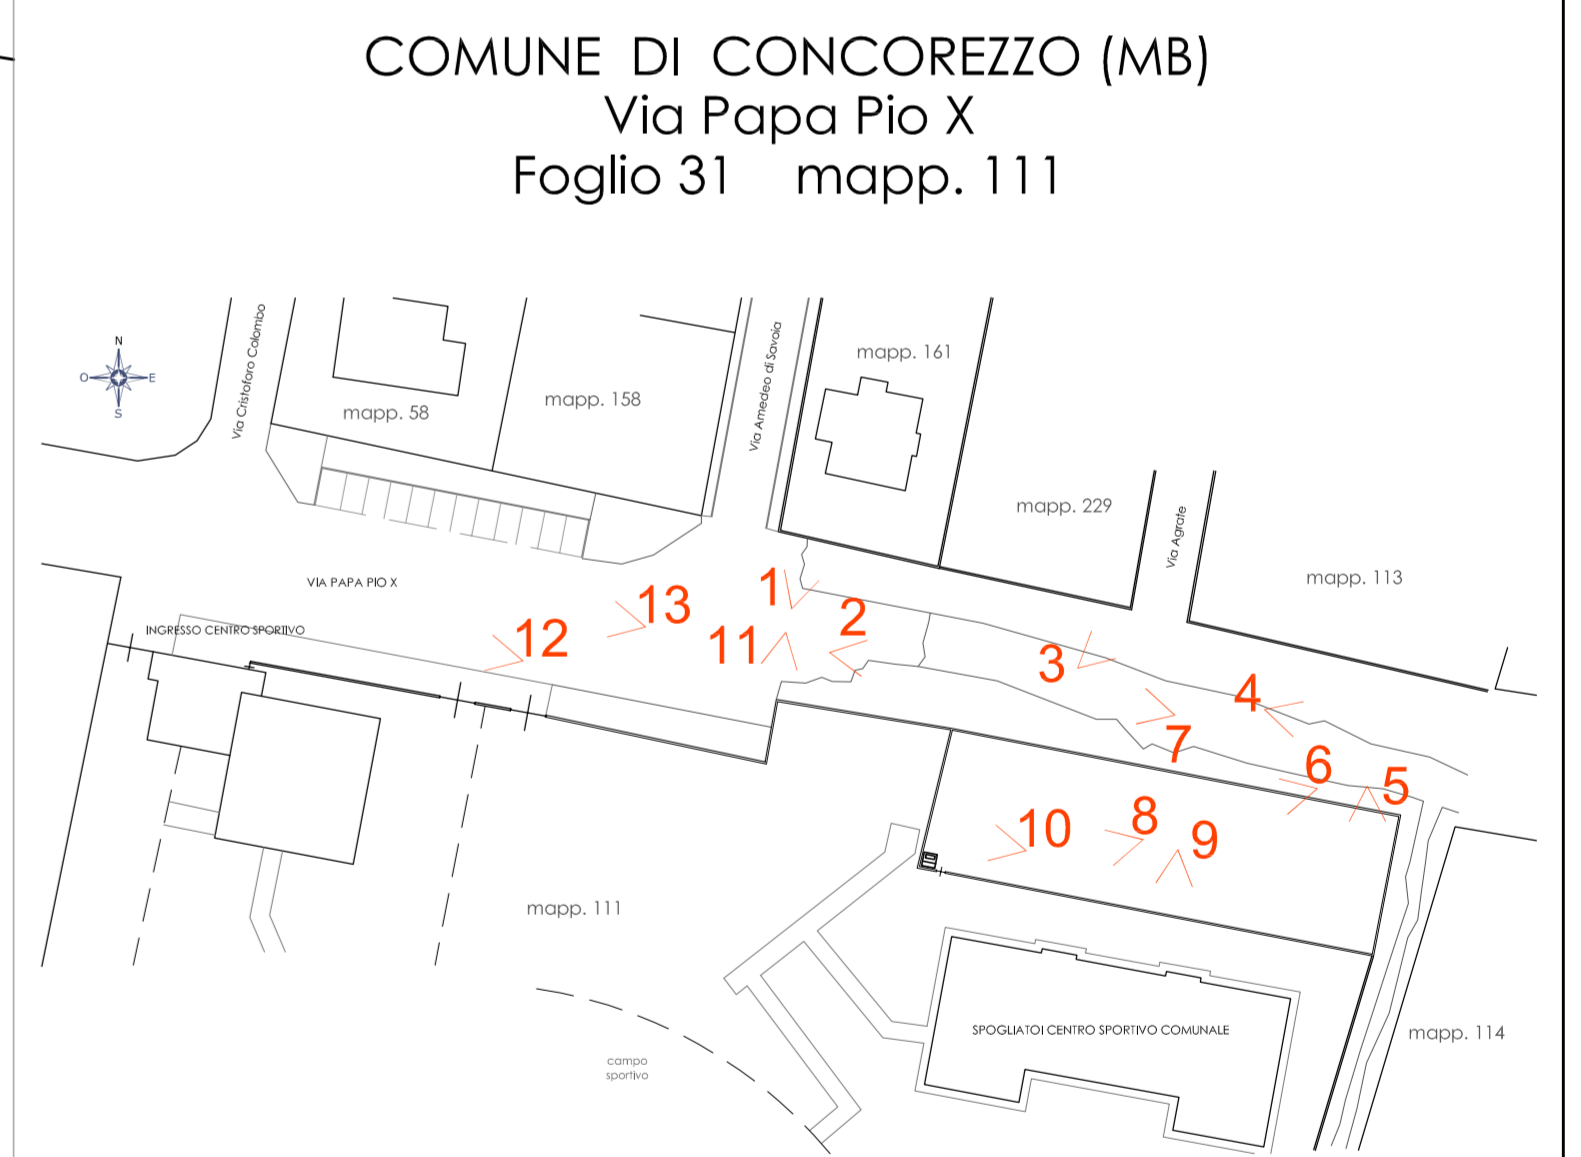 COMUNE DI CONCOREZZO (MB)
Via Papa Pio X
Foglio 31 mapp. 111
N
O E
S
Via Cristoforo Colombo
mapp. 58
mapp. 158
Via Amedeo di Savoia
mapp. 161
mapp. 229
Via Agrate
mapp. 113
VIA PAPA PIO X
INGRESSO CENTRO SPORTIVO
1
2
3
4
5
6
7
8
9
10
11
12
13
mapp. 111
campo
sportivo
SPOGLIATOI CENTRO SPORTIVO COMUNALE
mapp. 114